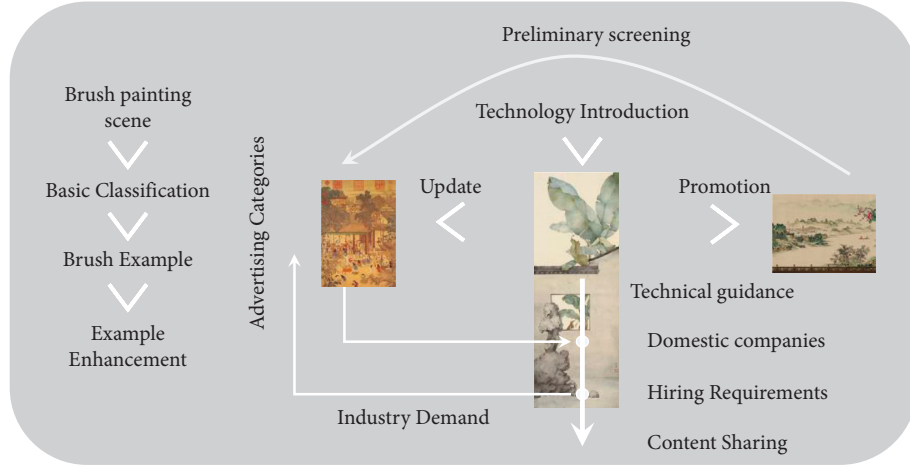 Brush painting
scene
Basic Classification
Brush Example
Example
Enhancement
Advertising Categories
Preliminary screening
Technology Introduction
Update
Promotion
Technical guidance
Domestic companies
Hiring Requirements
Industry Demand
Content Sharing